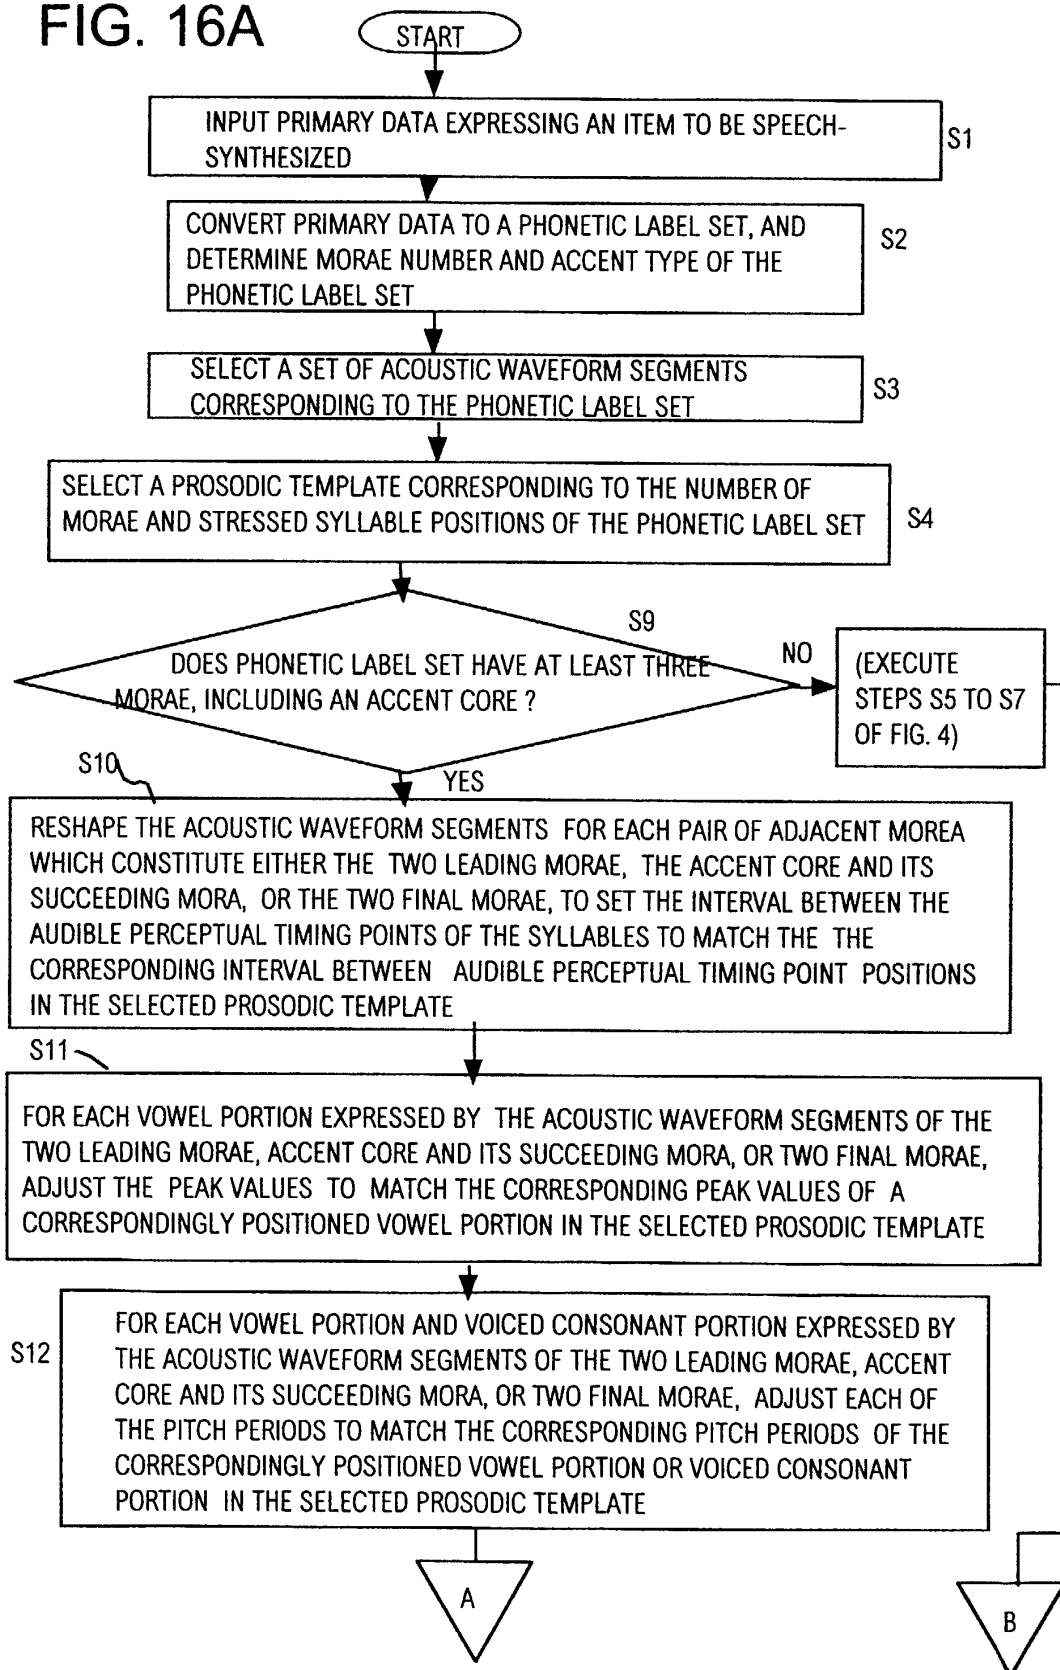 FIG. 16A
START
INPUT PRIMARY DATA EXPRESSING AN ITEM TO BE SPEECH-
SYNTHESIZED
S1
CONVERT PRIMARY DATA TO A PHONETIC LABEL SET, AND
DETERMINE MORAE NUMBER AND ACCENT TYPE OF THE
PHONETIC LABEL SET
S2
SELECT A SET OF ACOUSTIC WAVEFORM SEGMENTS
CORRESPONDING TO THE PHONETIC LABEL SET
S3
SELECT A PROSODIC TEMPLATE CORRESPONDING TO THE NUMBER OF
MORAE AND STRESSED SYLLABLE POSITIONS OF THE PHONETIC LABEL SET
S4
S9
DOES PHONETIC LABEL SET HAVE AT LEAST THREE
MORAE, INCLUDING AN ACCENT CORE ?
NO
(EXECUTE
STEPS S5 TO S7
OF FIG. 4)
YES
S10
RESHAPE THE ACOUSTIC WAVEFORM SEGMENTS FOR EACH PAIR OF ADJACENT MOREA
WHICH CONSTITUTE EITHER THE TWO LEADING MORAE, THE ACCENT CORE AND ITS
SUCCEEDING MORA, OR THE TWO FINAL MORAE, TO SET THE INTERVAL BETWEEN THE
AUDIBLE PERCEPTUAL TIMING POINTS OF THE SYLLABLES TO MATCH THE THE
CORRESPONDING INTERVAL BETWEEN AUDIBLE PERCEPTUAL TIMING POINT POSITIONS
IN THE SELECTED PROSODIC TEMPLATE
S11
FOR EACH VOWEL PORTION EXPRESSED BY THE ACOUSTIC WAVEFORM SEGMENTS OF THE
TWO LEADING MORAE, ACCENT CORE AND ITS SUCCEEDING MORA, OR TWO FINAL MORAE,
ADJUST THE PEAK VALUES TO MATCH THE CORRESPONDING PEAK VALUES OF A
CORRESPONDINGLY POSITIONED VOWEL PORTION IN THE SELECTED PROSODIC TEMPLATE
S12
FOR EACH VOWEL PORTION AND VOICED CONSONANT PORTION EXPRESSED BY
THE ACOUSTIC WAVEFORM SEGMENTS OF THE TWO LEADING MORAE, ACCENT
CORE AND ITS SUCCEEDING MORA, OR TWO FINAL MORAE, ADJUST EACH OF
THE PITCH PERIODS TO MATCH THE CORRESPONDING PITCH PERIODS OF THE
CORRESPONDINGLY POSITIONED VOWEL PORTION OR VOICED CONSONANT
PORTION IN THE SELECTED PROSODIC TEMPLATE
A
B